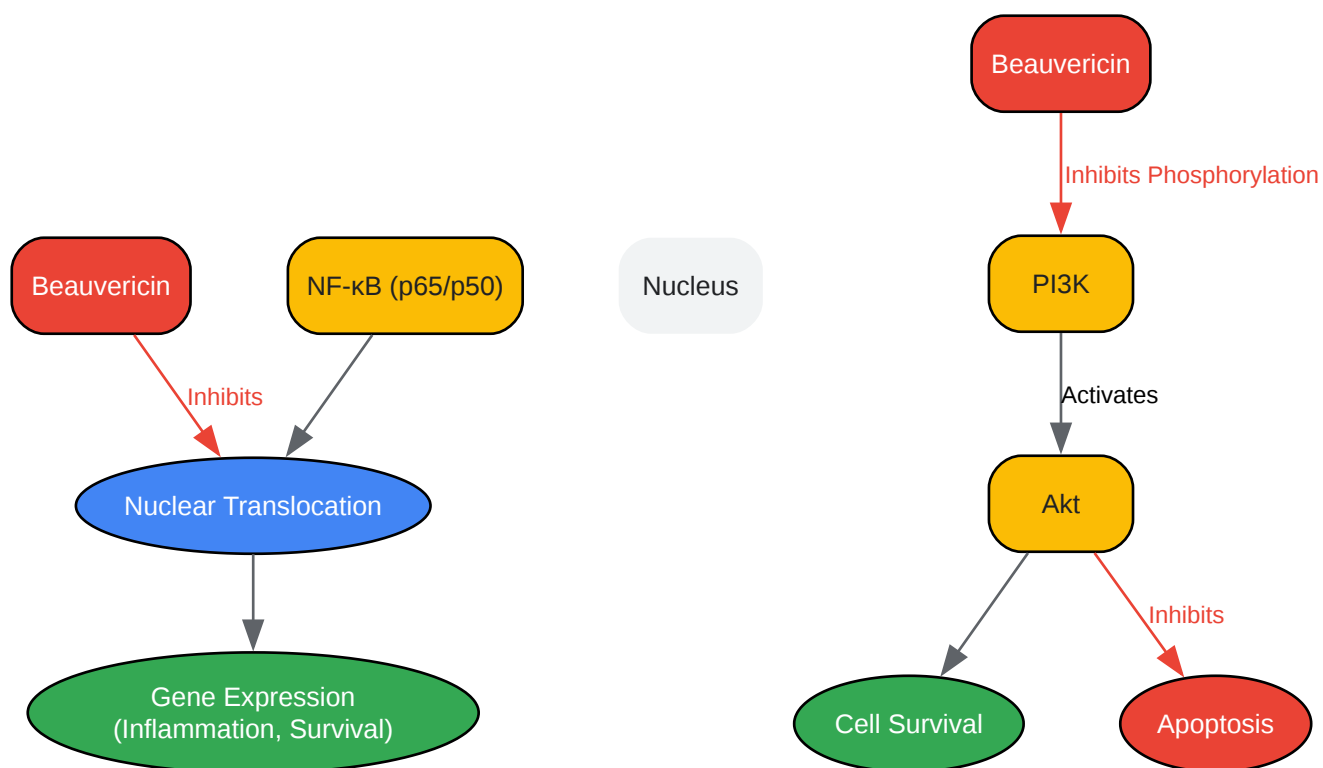 Beauvericin
Inhibits Phosphorylation
Beauvericin
NF-κB (p65/p50)
Nucleus
PI3K
Inhibits
Activates
Nuclear Translocation
Akt
Inhibits
Gene Expression
(Inflammation, Survival)
Cell Survival
Apoptosis